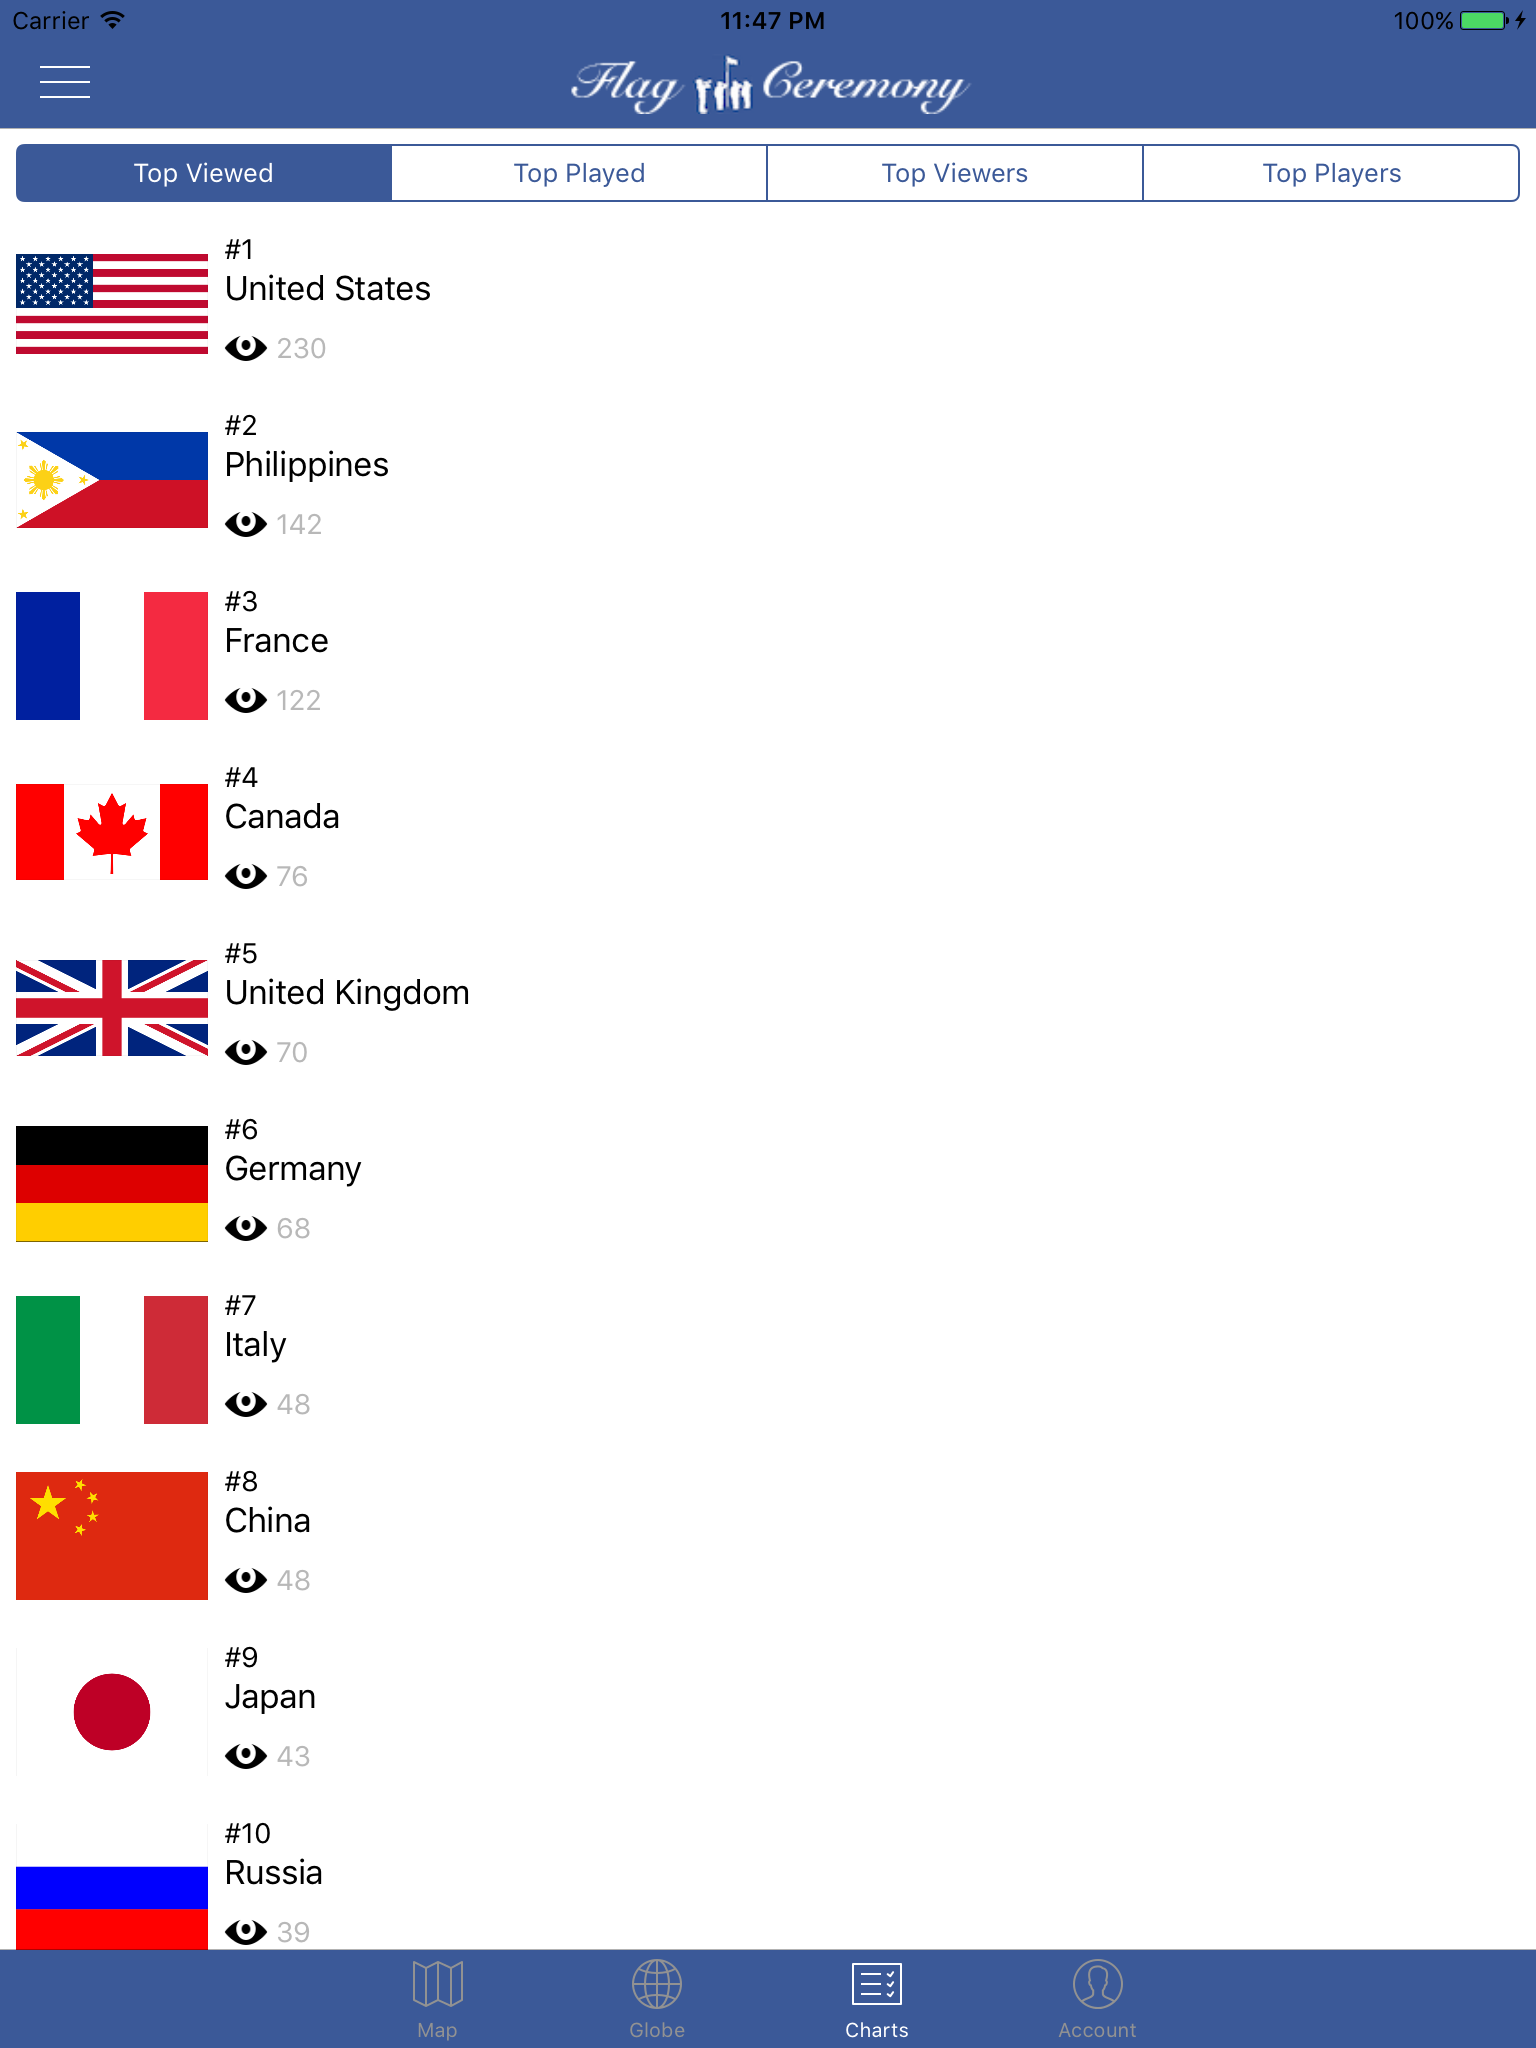 Carrier 11:47 PM 100%
Flag Ceremony
Top Viewed Top Played Top Viewers Top Players
#1
United States
230
#2
Philippines
142
#3
France
122
#4
Canada
76
#5
United Kingdom
70
#6
Germany
68
#7
Italy
48
#8
China
48
#9
Japan
43
#10
Russia
39
Map Globe Charts Account